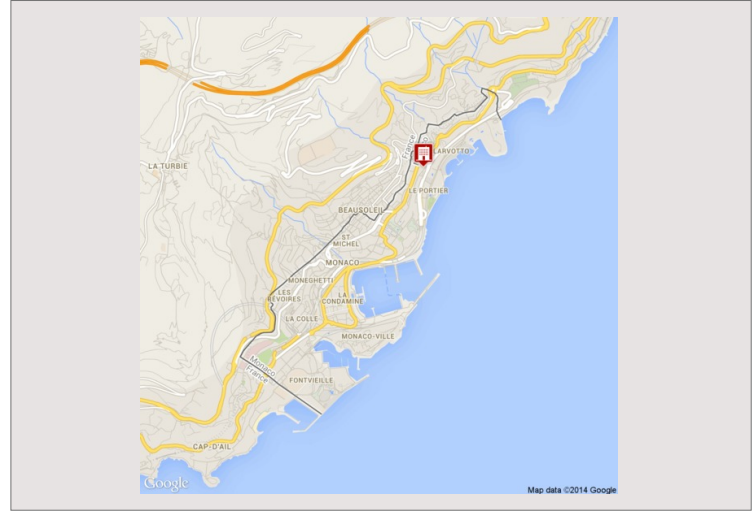 France
LARVOTTO
LA TURBIE
LE PORTIER
BEAUSOLEIL
ST
MICHEL
MONACO
MONEGHETTI
LES
RÉVOIRES
LA
CONDAMINE
LA COLLE
MONACO-VILLE
Monaco
France
FONTVIEILLE
CAP-D'AIL
Google
Map data ©2014 Google